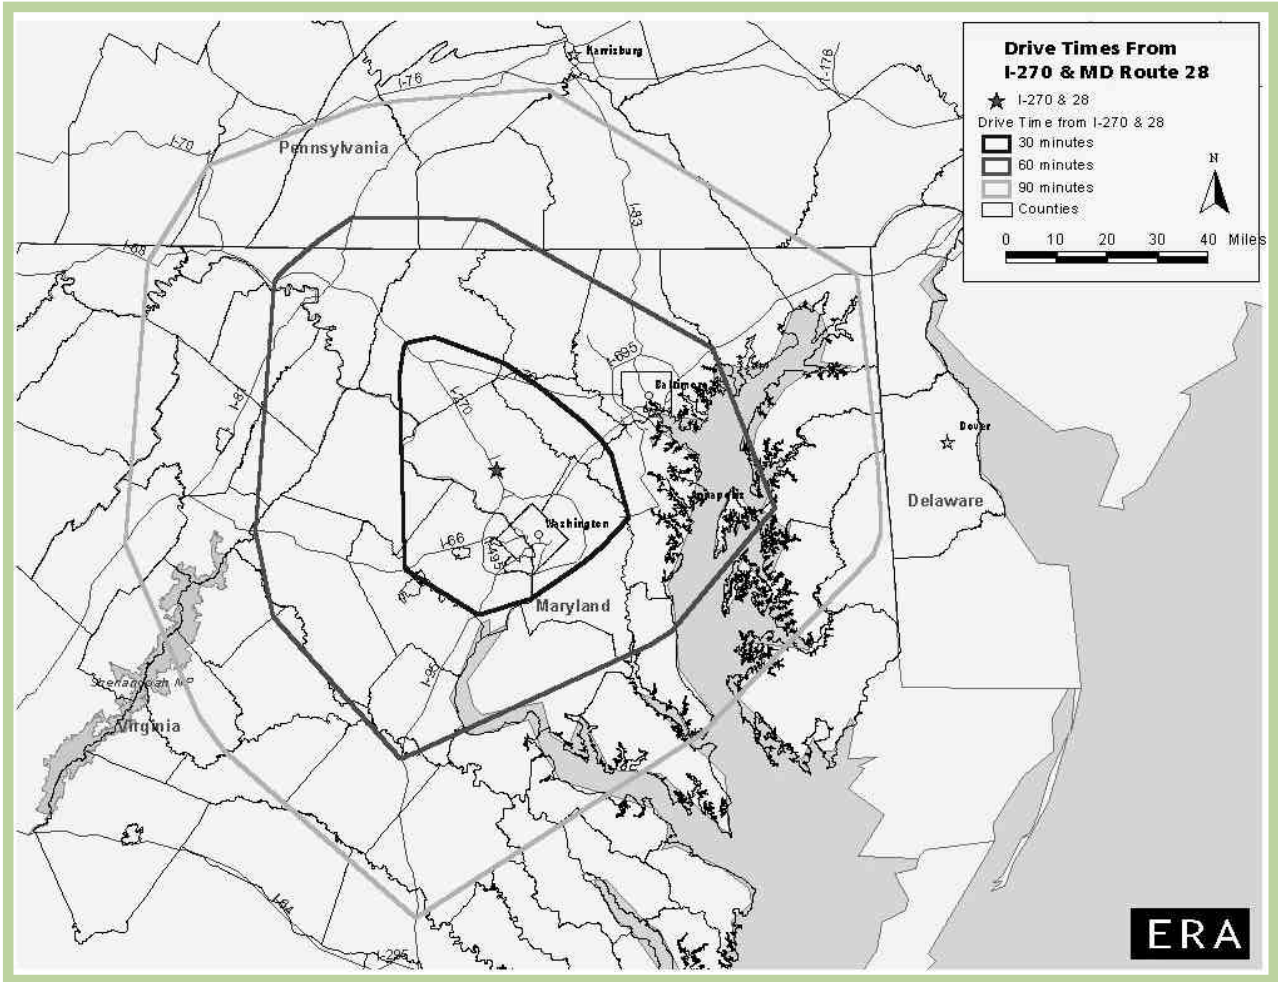 Harrisburg
I-76
I-176
Drive Times From
I-270 & MD Route 28
I-270 & 28
Drive Time from I-270 & 28
30 minutes
60 minutes
90 minutes
Counties
N
0 10 20 30 40 Miles
I-70
Pennsylvania
I-83
I-68
I-695
Baltimore
I-270
I-81
Dover
Annapolis
Delaware
Washington
I-66
I-495
Maryland
I-95
Shenandoah NP
Virginia
I-64
I-295
ERA